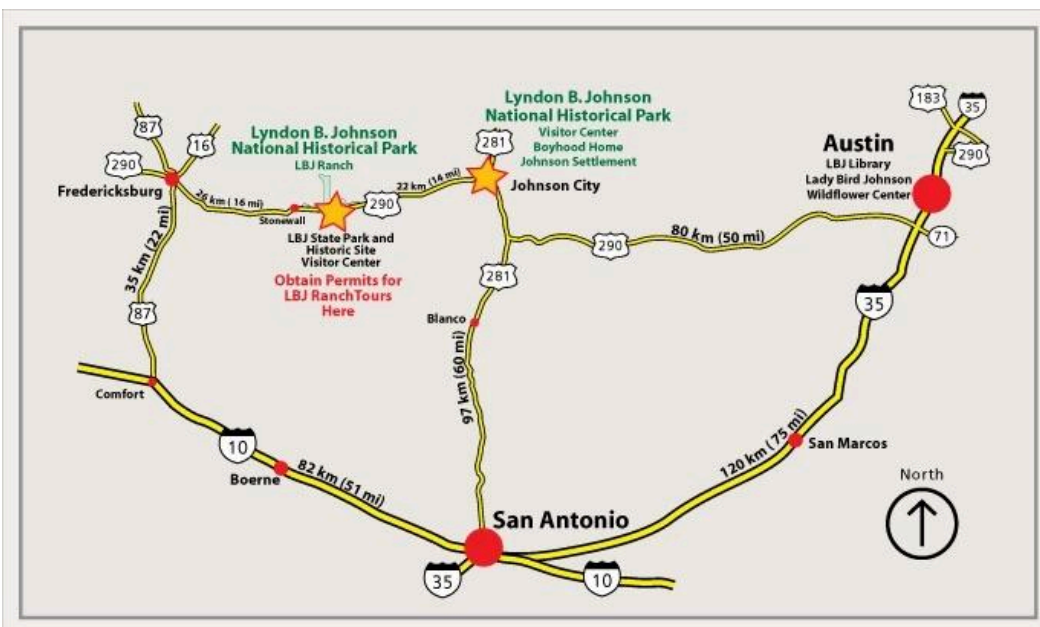 87
16
290
Fredericksburg
Lyndon B. Johnson
National Historical Park
LBJ Ranch
26 km ( 16 mi)
Stonewall
22 km (14 mi)
290
LBJ State Park and
Historic Site
Visitor Center
Obtain Permits for
LBJ RanchTours
Here
Lyndon B. Johnson
National Historical Park
Visitor Center
Boyhood Home
Johnson Settlement
281
Johnson City
183
35
290
Austin
LBJ Library
Lady Bird Johnson
Wildflower Center
71
80 km (50 mi)
290
281
35
35 km (22 mi)
87
Blanco
97 km (60 mi)
Comfort
10
Boerne
82 km (51 mi)
120 km (75 mi)
San Marcos
North
San Antonio
35
10